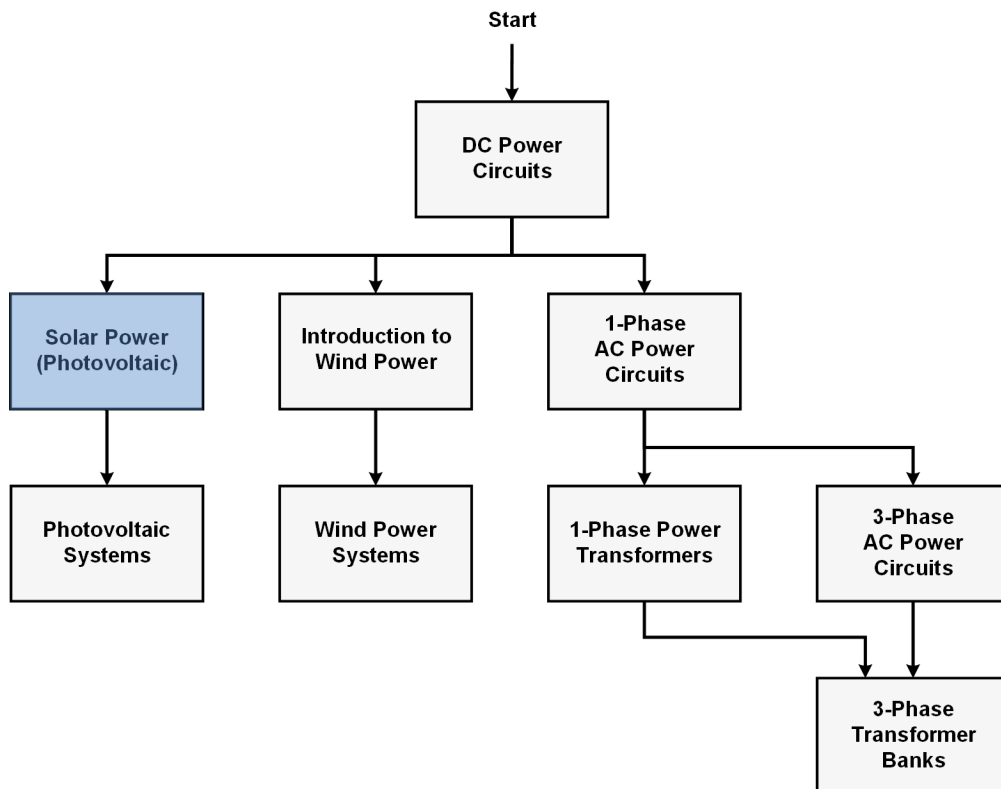 Start
DC Power
Circuits
Solar Power
(Photovoltaic)
Introduction to
Wind Power
1-Phase
AC Power
Circuits
Photovoltaic
Systems
Wind Power
Systems
1-Phase Power
Transformers
3-Phase
AC Power
Circuits
3-Phase
Transformer
Banks